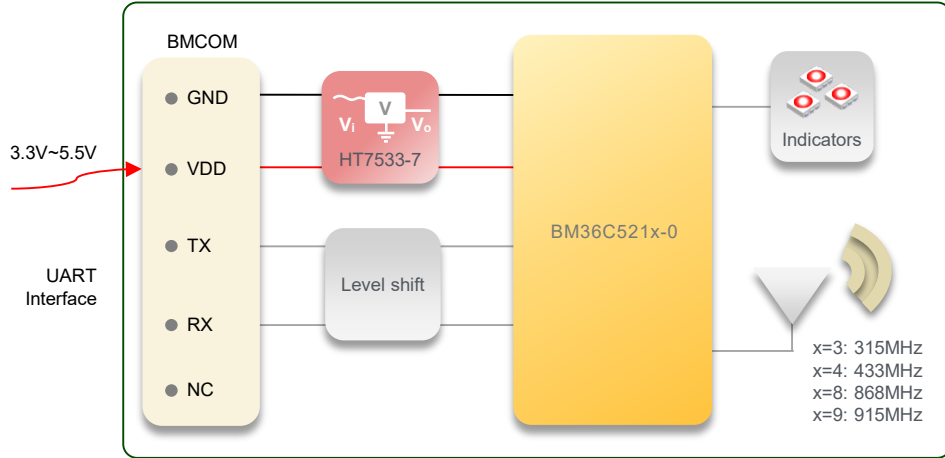 BMCOM
GND
3.3V~5.5V
VDD
TX
UART
Interface
RX
NC
V
Vi
Vo
HT7533-7
Level shift
BM36C521x-0
Indicators
x=3: 315MHz
x=4: 433MHz
x=8: 868MHz
x=9: 915MHz